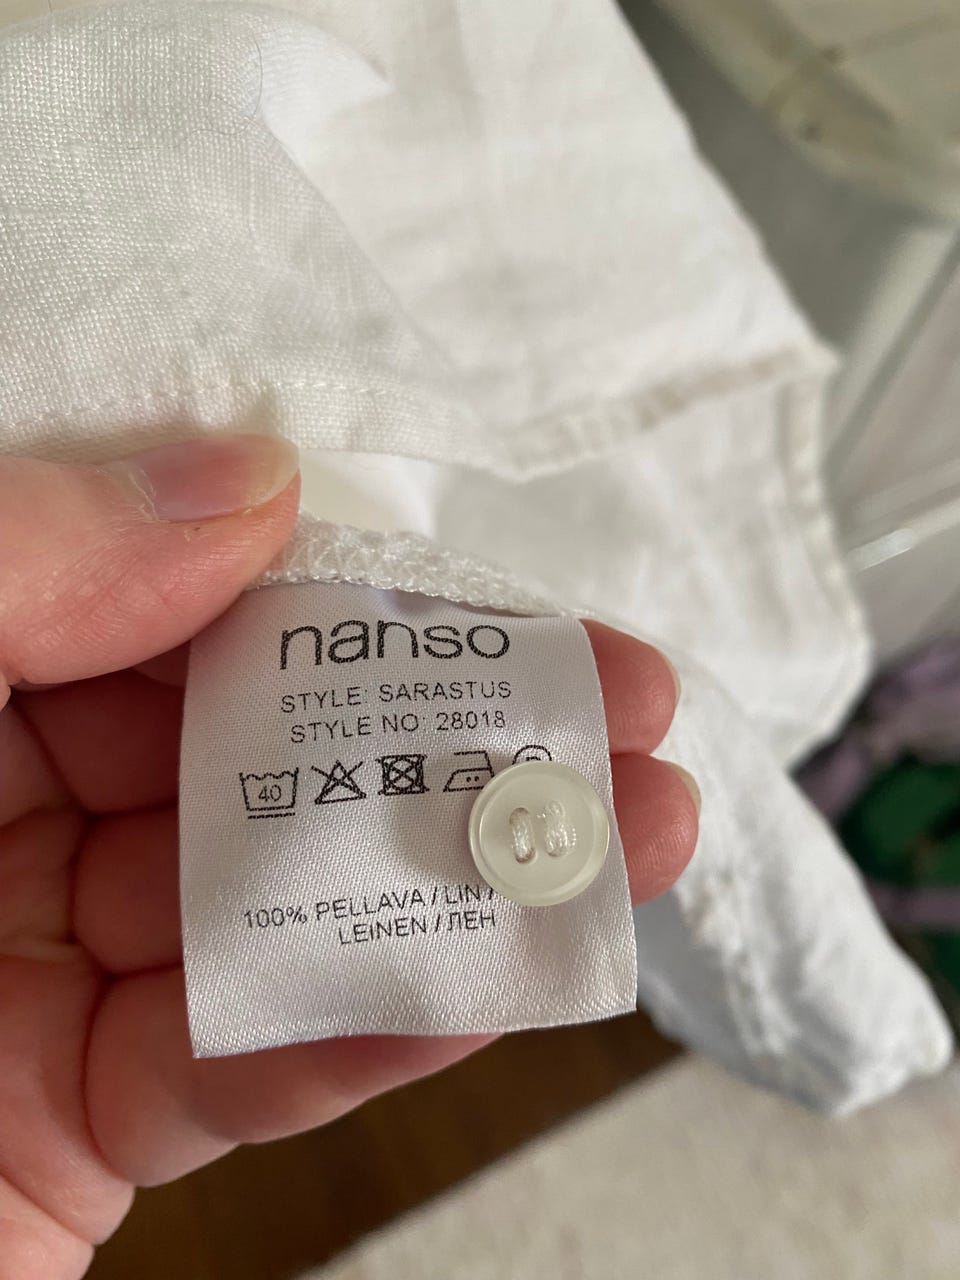 nanso
STYLE: SARASTUS
STYLE NO: 28018
40
100% PELLAVA / LIN /
LEINEN / ЛЕН